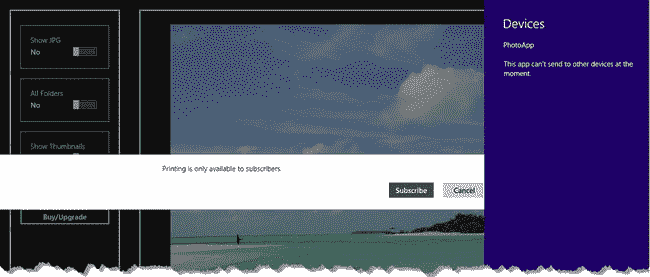 Show JPG
No
All Folders
No
Show Thumbnails
Printing is only available to subscribers.
Subscribe
Cancel
Buy/Upgrade
Devices
PhotoApp
This app can't send to other devices at the
moment.